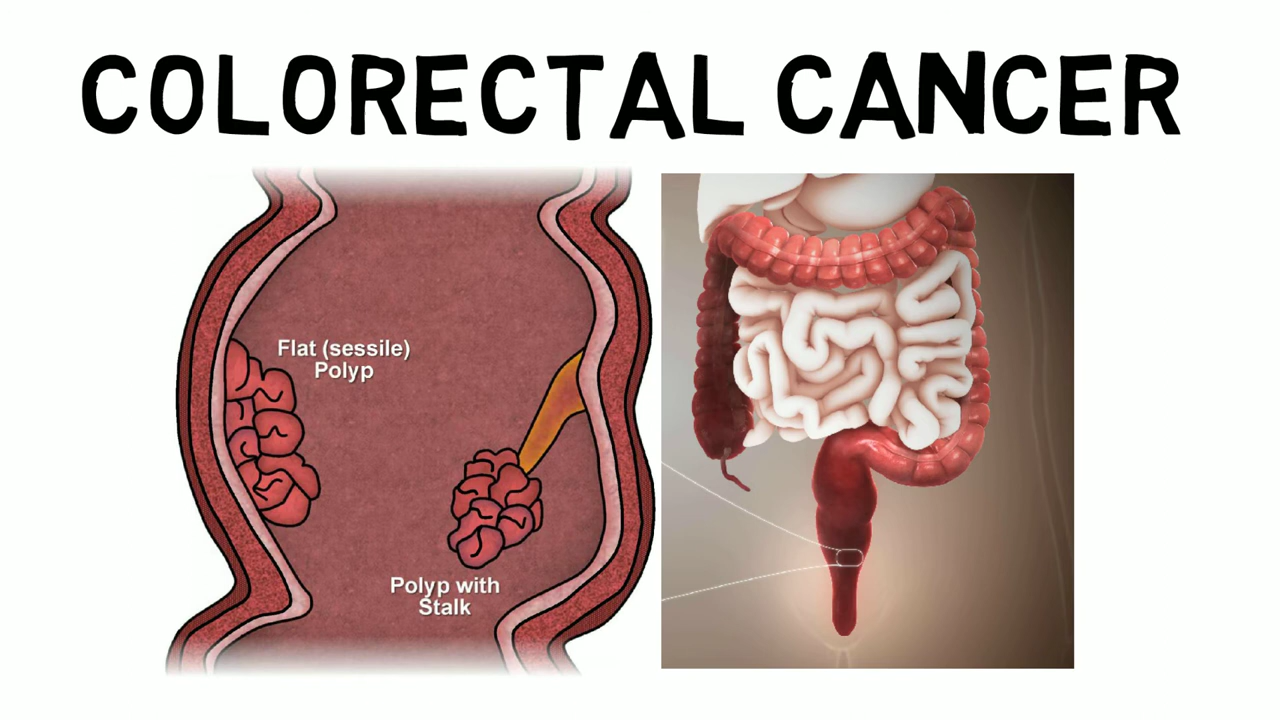 COLORECTAL CANCER
Flat (sessile)
Polyp
Polyp with
Stalk